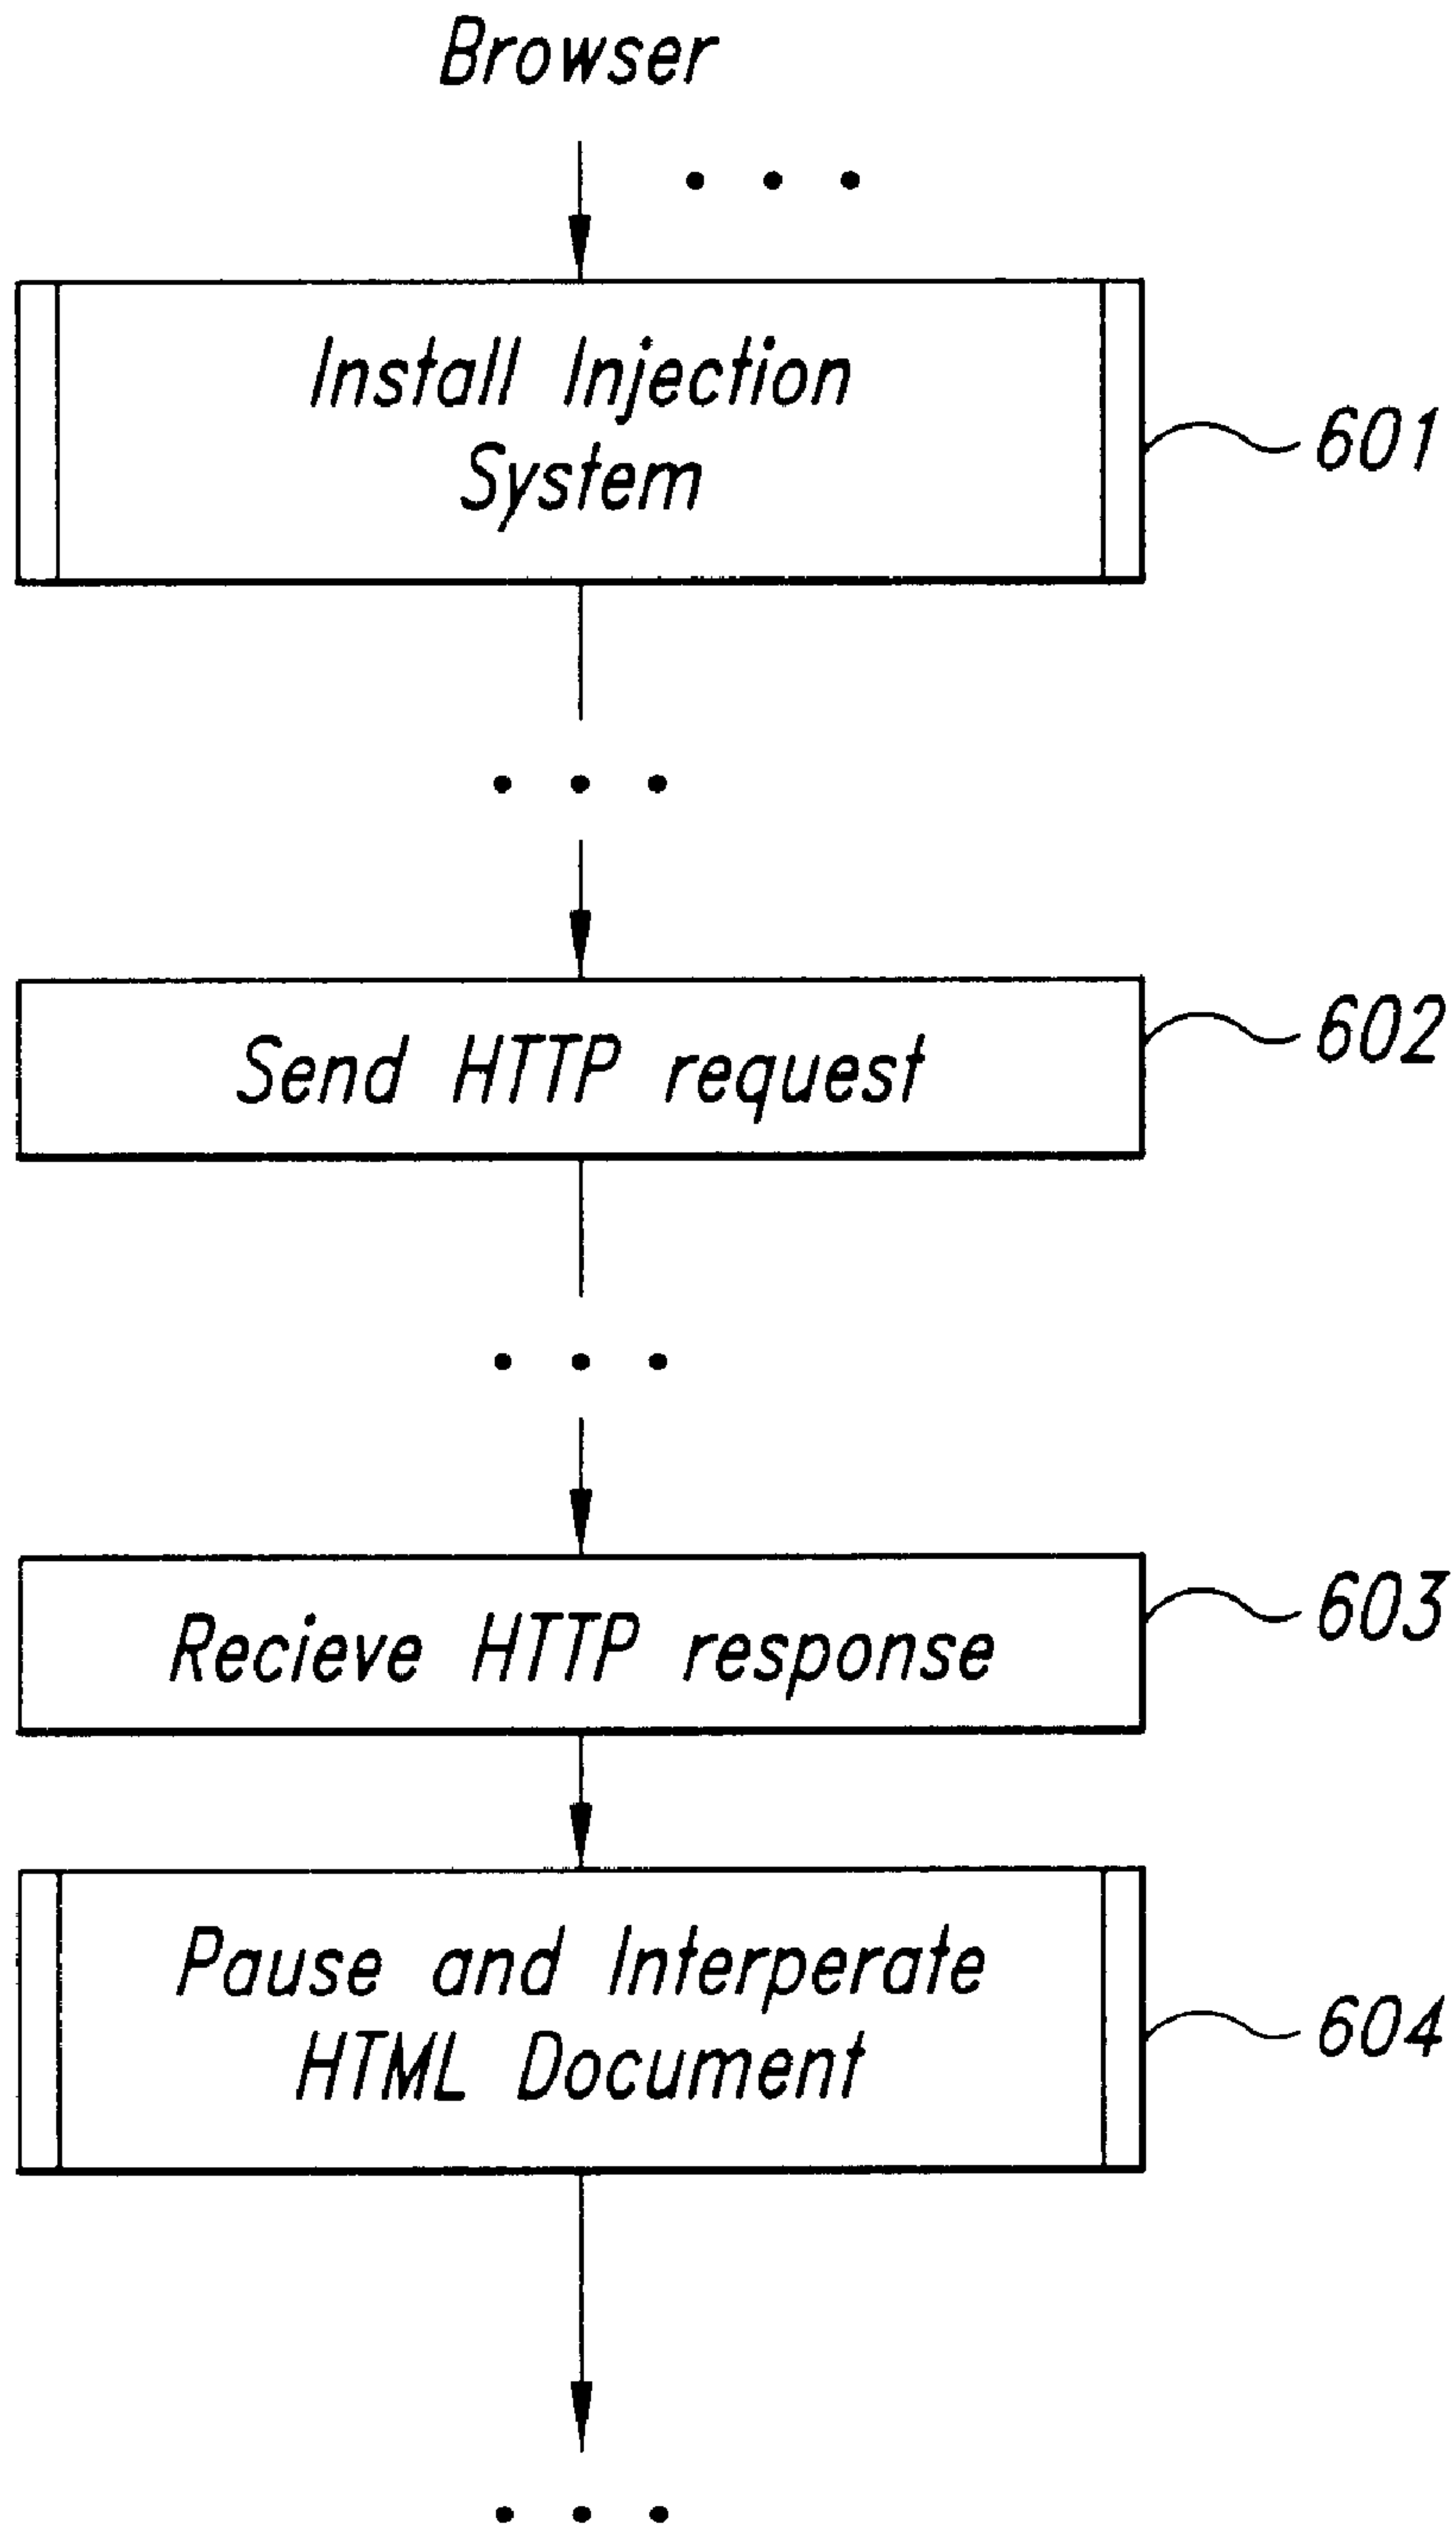 Browser
Install Injection
System
601
Send HTTP request
602
Recieve HTTP response
603
Pause and Interperate
HTML Document
604